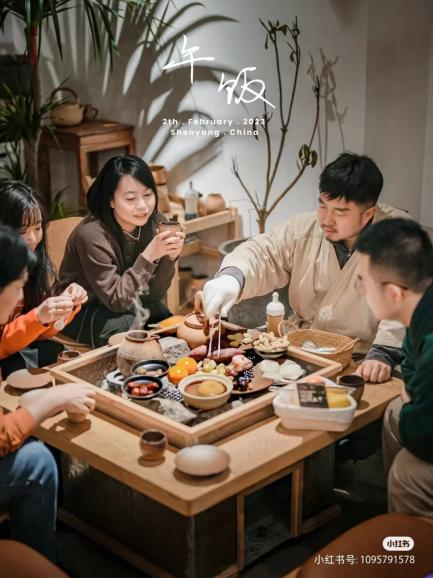 午饭
2th . February . 2023
Shenyang . China
小红书
小红书号: 1095791578